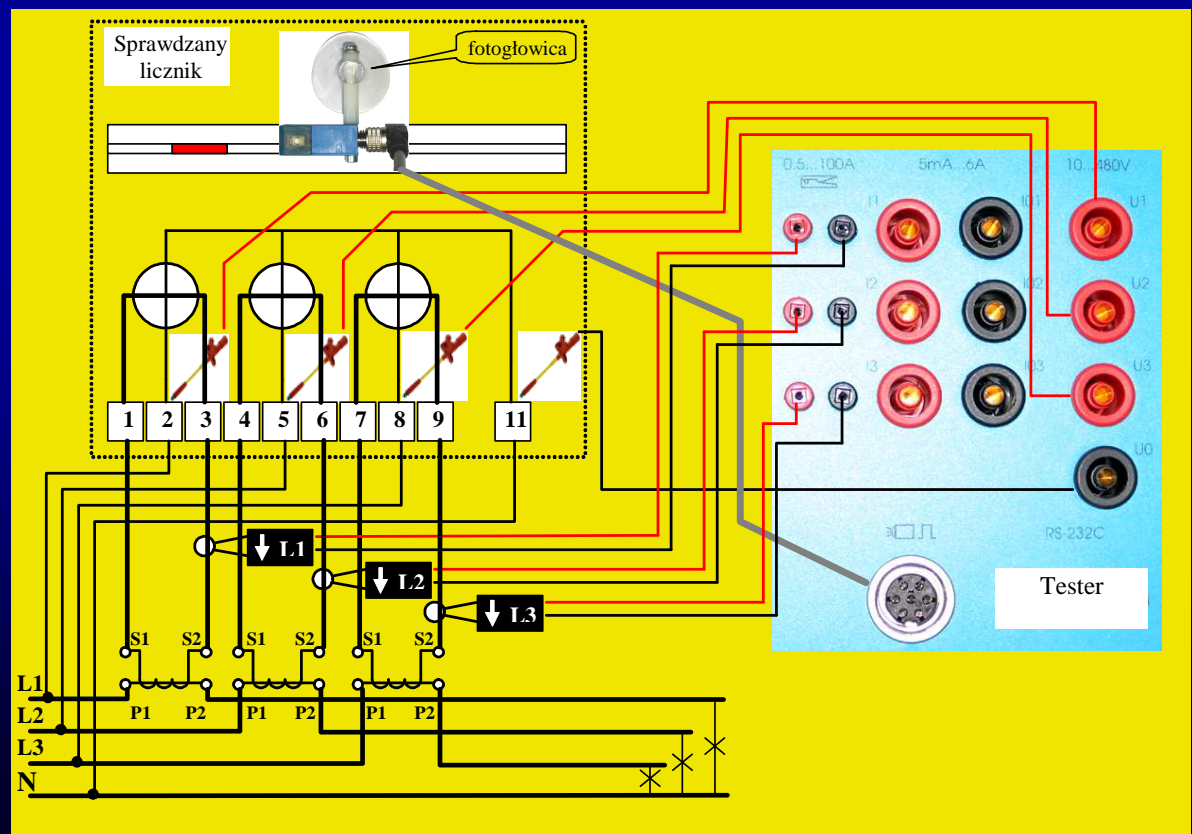 Sprawdzany
licznik
fotogłowica
0.5...100A 5mA...6A 10...480V
I1 I01 U1
I2 I02 U2
I3 I03 U3
U0
RS-232C
Tester
1 2 3 4 5 6 7 8 9 11
L1
L2
L3
S1 S2 S1 S2 S1 S2
L1
P1 P2 P1 P2 P1 P2
L2
L3
N